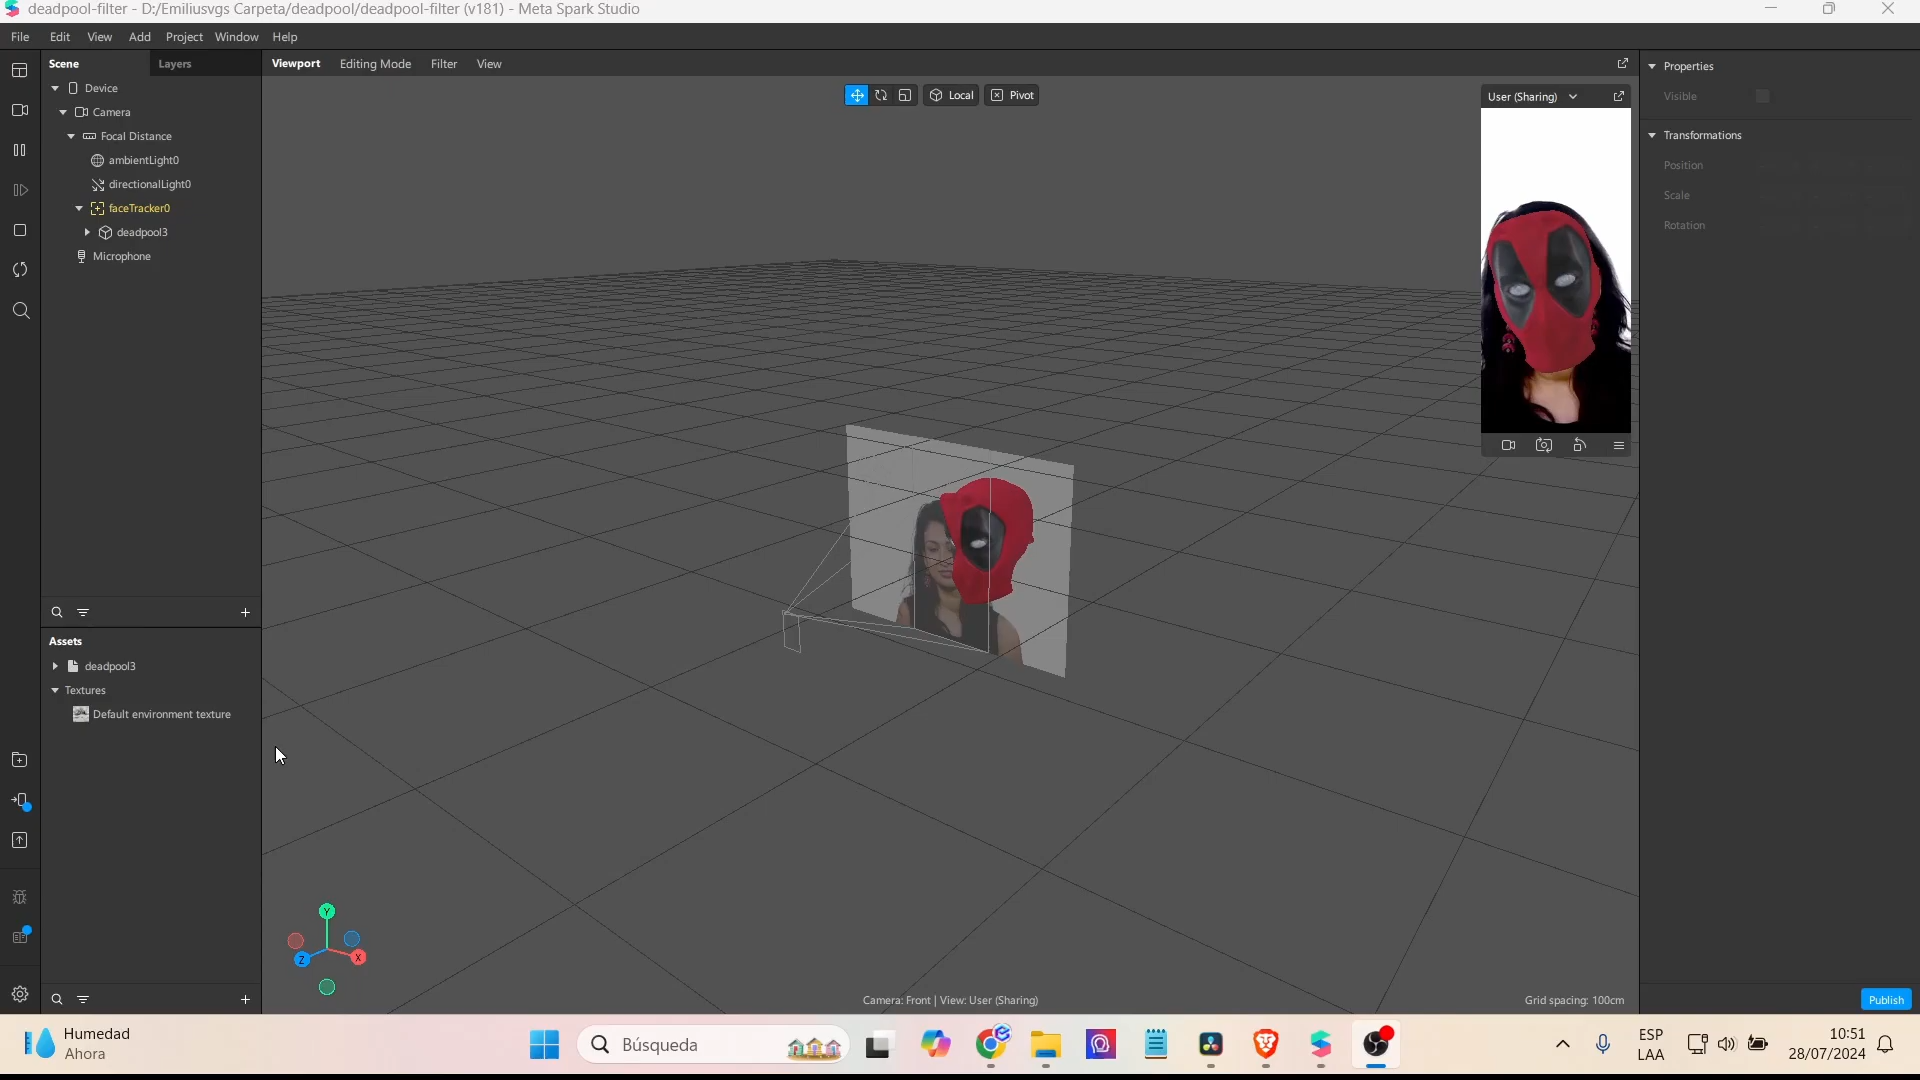 deadpool-filter - D:/Emiliusvgs Carpeta/deadpool/deadpool-filter (v181) - Meta Spark Studio
File Edit View Add Project Window Help
Scene Layers
Viewport Editing Mode Filter View
Properties
Device
Camera
Focal Distance
ambientLight0
directionalLight0
faceTracker0
deadpool3
Microphone
Local Pivot
User (Sharing)
Visible
Transformations
Position
Scale
Rotation
Assets
deadpool3
Textures
Default environment texture
Y
Z
X
Camera: Front | View: User (Sharing)
Grid spacing: 100cm
Publish
Humedad
Ahora
Búsqueda
ESP
LAA
10:51
28/07/2024